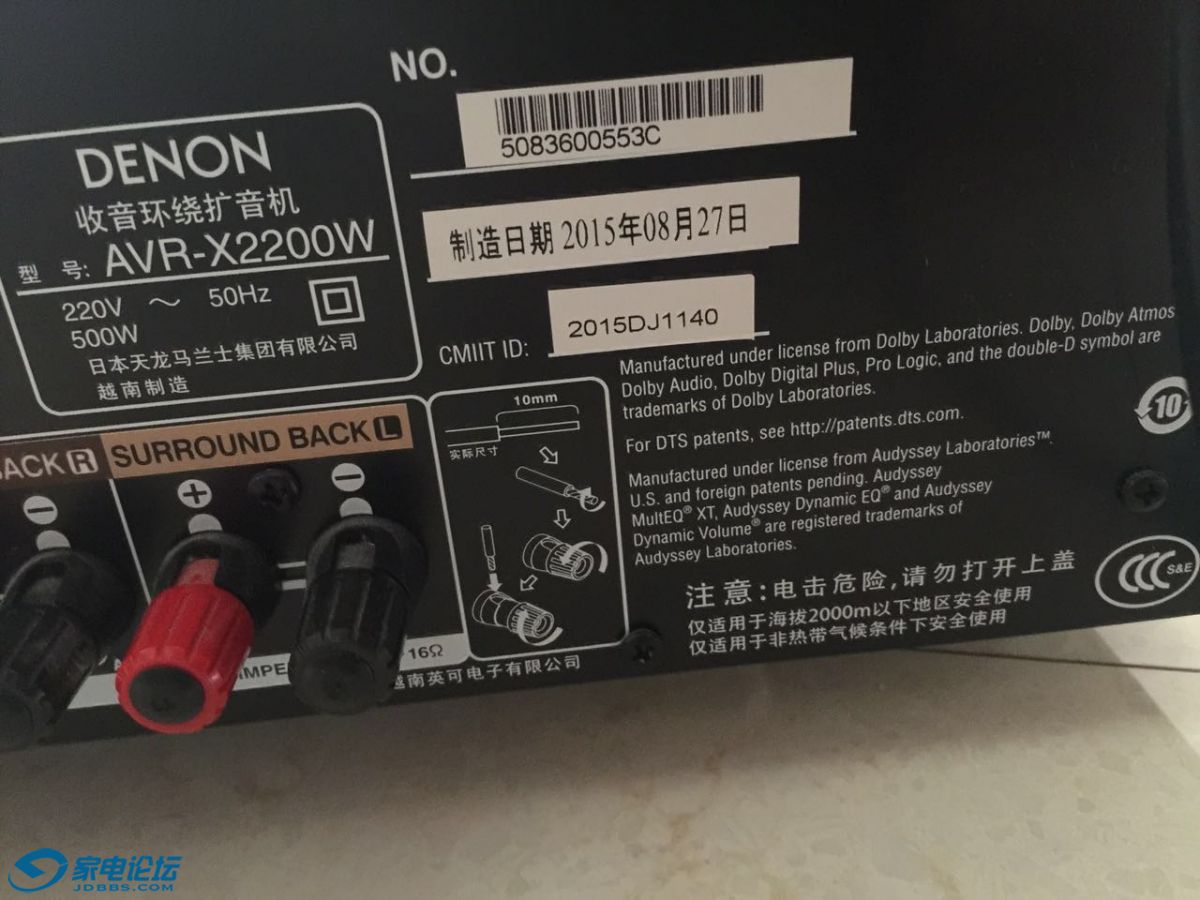 NO.
5083600553C
DENON
收音环绕扩音机
型 号: AVR-X2200W
220V ～ 50Hz
500W
日本天龙马兰士集团有限公司
越南制造
制造日期 2015年08月27日
CMIIT ID: 2015DJ1140
Manufactured under license from Dolby Laboratories. Dolby, Dolby Atmos
Dolby Audio, Dolby Digital Plus, Pro Logic, and the double-D symbol are
trademarks of Dolby Laboratories.
For DTS patents, see http://patents.dts.com.
Manufactured under license from Audyssey Laboratories™.
U.S. and foreign patents pending. Audyssey
MultEQ® XT, Audyssey Dynamic EQ® and Audyssey
Dynamic Volume® are registered trademarks of
Audyssey Laboratories.
10
BACK R
SURROUND BACK L
10mm
实际尺寸
注意:电击危险,请勿打开上盖
仅适用于海拔2000m以下地区安全使用
仅适用于非热带气候条件下安全使用
CCC S&E
16Ω
越南英可电子有限公司
家电论坛
JDBBS.COM